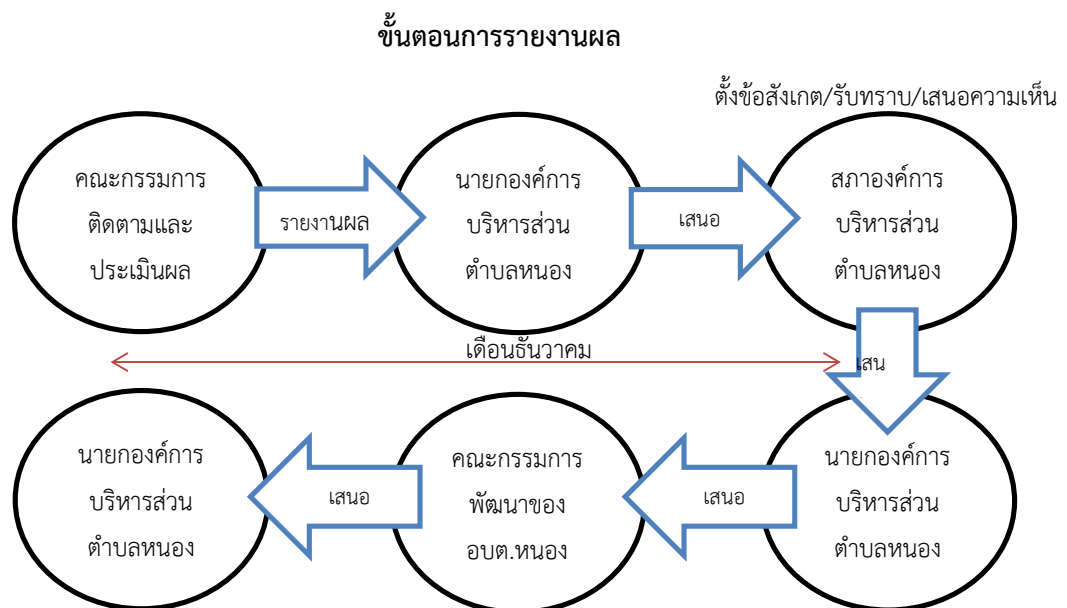 ขั้นตอนการรายงานผล
ตั้งข้อสังเกต/รับทราบ/เสนอความเห็น
คณะกรรมการ
ติดตามและ
ประเมินผล
รายงานผล
นายกองค์การ
บริหารส่วน
ตำบลหนอง
เสนอ
สภาองค์การ
บริหารส่วน
ตำบลหนอง
เดือนธันวาคม
เสน
นายกองค์การ
บริหารส่วน
ตำบลหนอง
เสนอ
คณะกรรมการ
พัฒนาของ
อบต.หนอง
เสนอ
นายกองค์การ
บริหารส่วน
ตำบลหนอง